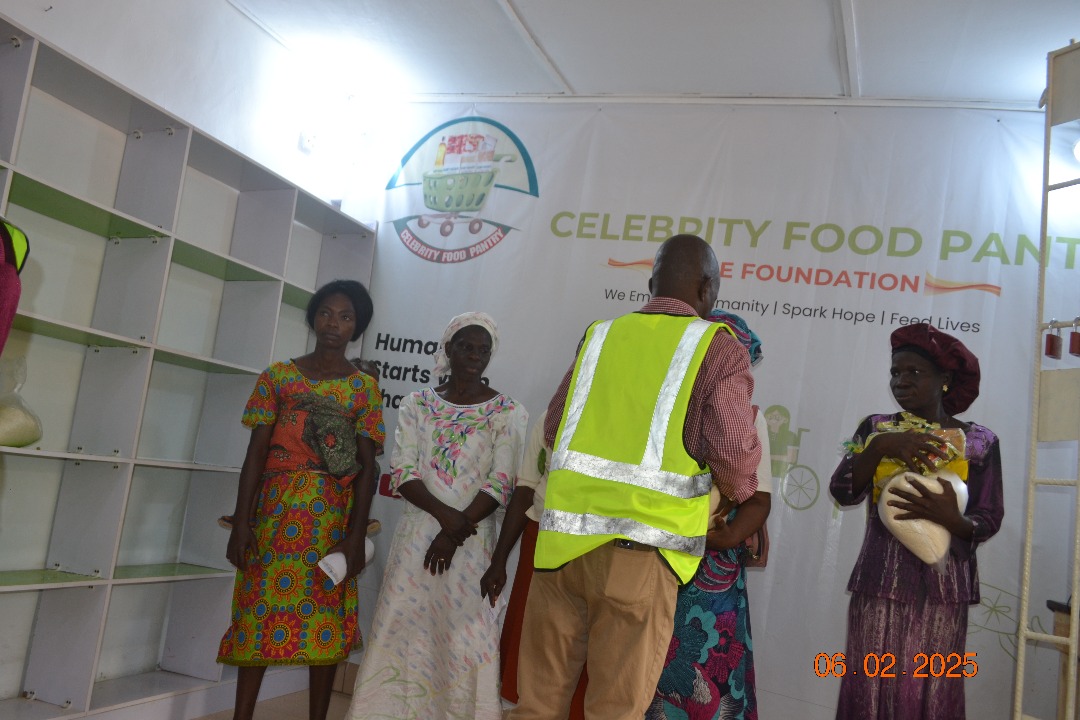 CELEBRITY FOOD PANTRY
CELEBRITY FOOD PANT
E FOUNDATION
We Em manity | Spark Hope | Feed Lives
Huma
Starts
06.02.2025